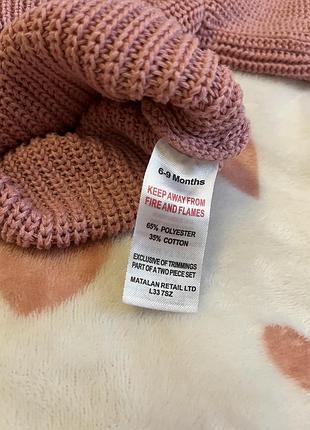 6-9 Months
KEEP AWAY FROM
FIRE AND FLAMES
65% POLYESTER
35% COTTON
EXCLUSIVE OF TRIMMINGS
PART OF A TWO PIECE SET
MATALAN RETAIL LTD
L33 7SZ